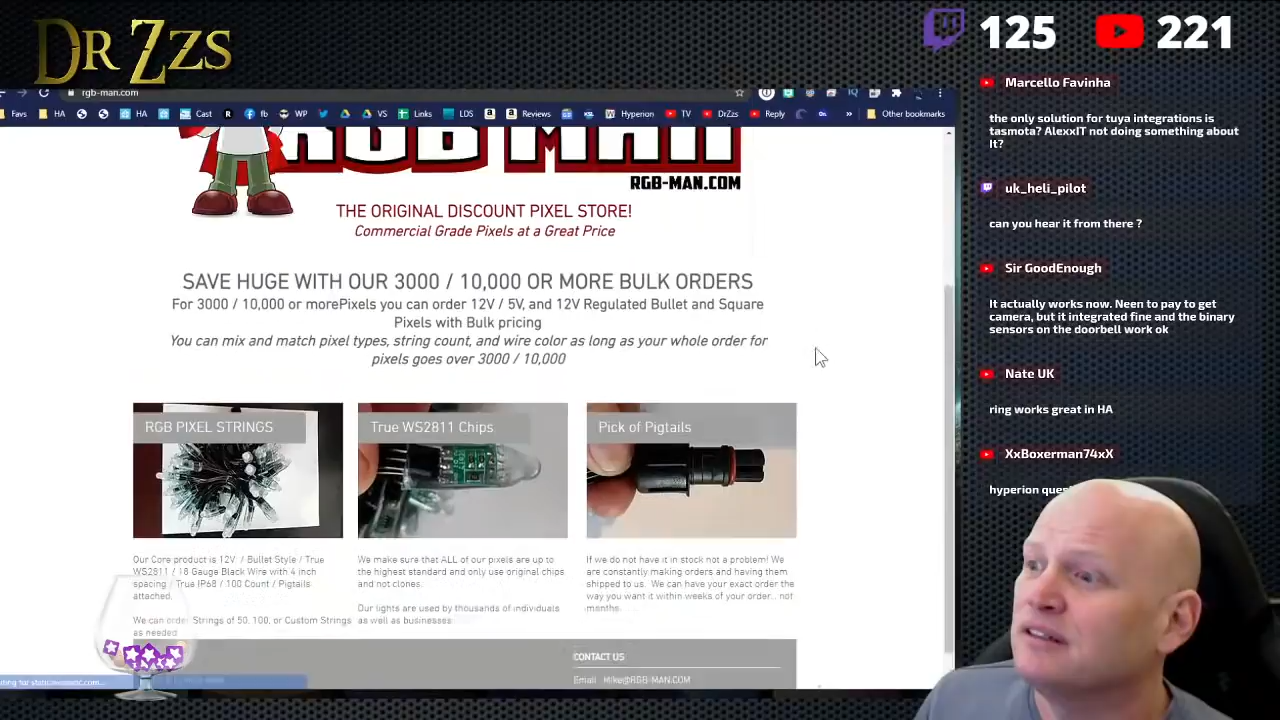 DR ZZS
125
221
rgb-man.com
Favs
HA
HA
Cast
fb
WP
VS
Links
LDS
Reviews
Hyperion
TV
DrZzs
Reply
»
Other bookmarks
RGB MAN
RGB-MAN.COM
THE ORIGINAL DISCOUNT PIXEL STORE!
Commercial Grade Pixels at a Great Price
SAVE HUGE WITH OUR 3000 / 10,000 OR MORE BULK ORDERS
For 3000 / 10,000 or morePixels you can order 12V / 5V, and 12V Regulated Bullet and Square
Pixels with Bulk pricing
You can mix and match pixel types, string count, and wire color as long as your whole order for
pixels goes over 3000 / 10,000
RGB PIXEL STRINGS
True WS2811 Chips
Pick of Pigtails
Our Core product is 12V / Bullet Style / True
WS2811 / 18 Gauge Black Wire with 4 inch
spacing / True IP68 / 100 Count / Pigtails
attached.
We can order Strings of 50, 100, or Custom Strings
as needed
We make sure that ALL of our pixels are up to
the highest standard and only use original chips
and not clones.
Our lights are used by thousands of individuals
as well as businesses
If we do not have it in stock not a problem! We
are constantly making orders and having them
shipped to us. We can have your exact order the
way you want it within weeks of your order.. not
months.
CONTACT US
Email Mike@RGB-MAN.COM
Marcello Favinha
the only solution for tuya integrations is
tasmota? AlexxIT not doing something about
It?
uk_heli_pilot
can you hear it from there ?
Sir GoodEnough
It actually works now. Neen to pay to get
camera, but it integrated fine and the binary
sensors on the doorbell work ok
Nate UK
ring works great in HA
XxBoxerman74xX
hyperion